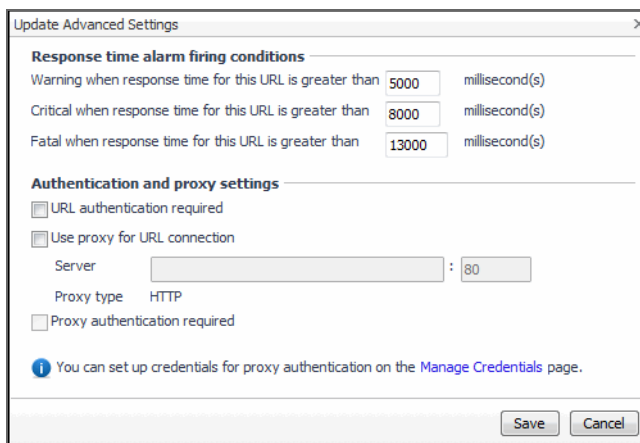 Update Advanced Settings
Response time alarm firing conditions
Warning when response time for this URL is greater than 5000 millisecond(s)
Critical when response time for this URL is greater than 8000 millisecond(s)
Fatal when response time for this URL is greater than 13000 millisecond(s)
Authentication and proxy settings
URL authentication required
Use proxy for URL connection
Server : 80
Proxy type HTTP
Proxy authentication required
You can set up credentials for proxy authentication on the Manage Credentials page.
Save Cancel